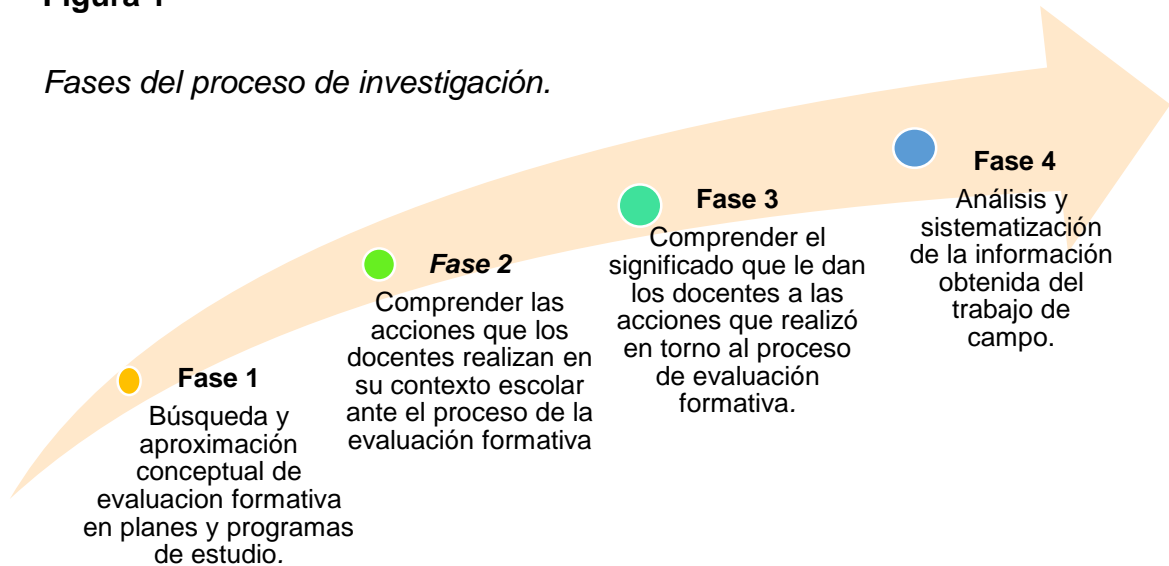 Figura 1
Fases del proceso de investigación.
Fase 1
Búsqueda y
aproximación
conceptual de
evaluacion formativa
en planes y programas
de estudio.
Fase 2
Comprender las
acciones que los
docentes realizan en
su contexto escolar
ante el proceso de la
evaluación formativa
Fase 3
Comprender el
significado que le dan
los docentes a las
acciones que realizó
en torno al proceso
de evaluación
formativa.
Fase 4
Análisis y
sistematización
de la información
obtenida del
trabajo de
campo.